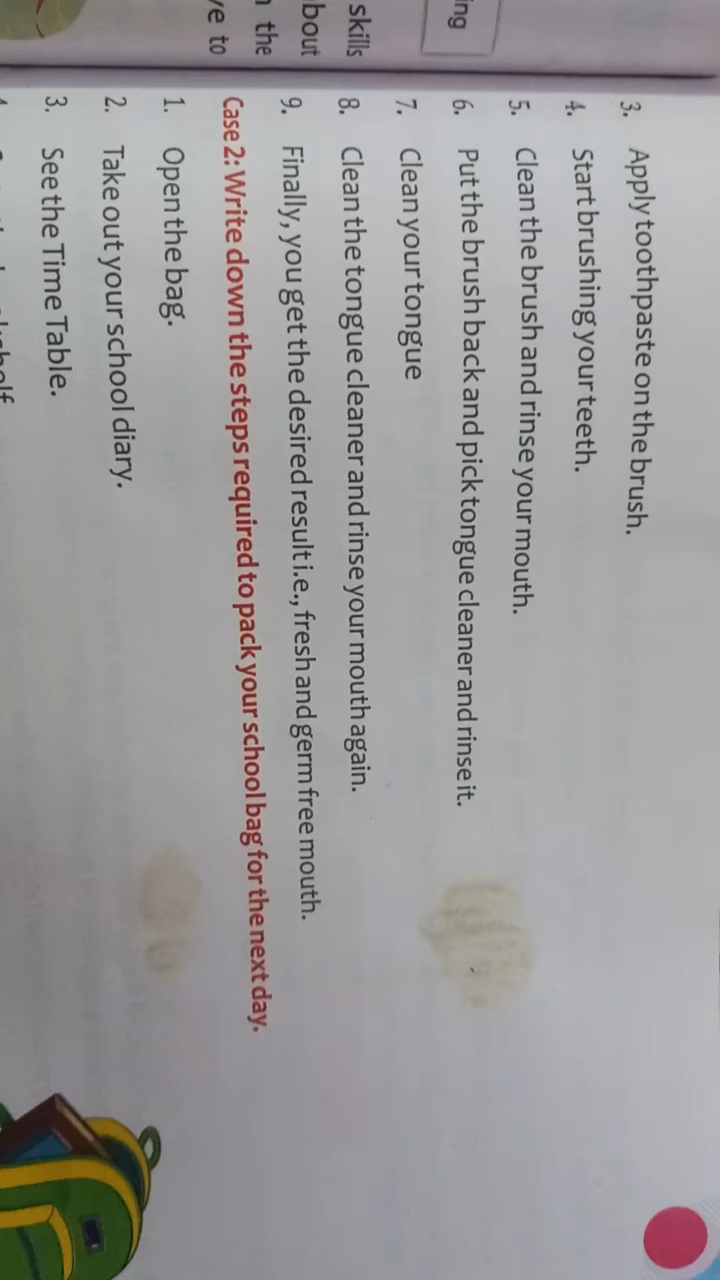 ing
skills
bout
the
ve to
3. Apply toothpaste on the brush.
4. Start brushing your teeth.
5. Clean the brush and rinse your mouth.
6. Put the brush back and pick tongue cleaner and rinse it.
7. Clean your tongue
8. Clean the tongue cleaner and rinse your mouth again.
9. Finally, you get the desired result i.e., fresh and germ free mouth.
Case 2: Write down the steps required to pack your school bag for the next day.
1. Open the bag.
2. Take out your school diary.
3. See the Time Table.